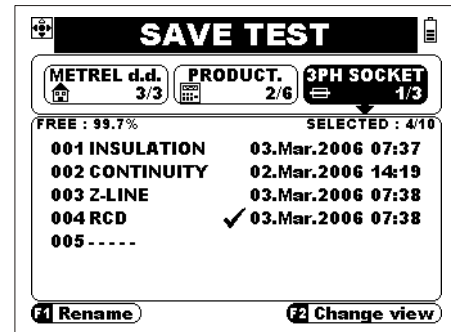 SAVE TEST
METREL d.d. PRODUCT. 3PH SOCKET
3/3 2/6 1/3
FREE : 99.7% SELECTED : 4/10
001 INSULATION 03.Mar.2006 07:37
002 CONTINUITY 02.Mar.2006 14:19
003 Z-LINE 03.Mar.2006 07:38
004 RCD 03.Mar.2006 07:38
005 - - - - -
F1 Rename F2 Change view